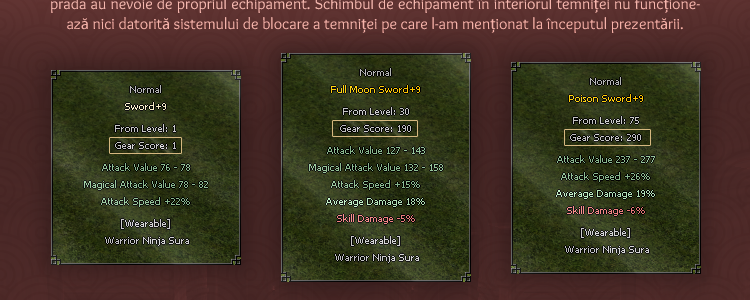 pradă au nevoie de propriul echipament. Schimbul de echipament în interiorul temniței nu funcțione-
ază nici datorită sistemului de blocare a temniței pe care l-am menționat la începutul prezentării.
Normal
Sword+9
From Level: 1
Gear Score: 1
Attack Value 76 - 78
Magical Attack Value 78 - 82
Attack Speed +22%
[Wearable]
Warrior Ninja Sura
Normal
Full Moon Sword+9
From Level: 30
Gear Score: 190
Attack Value 127 - 143
Magical Attack Value 132 - 158
Attack Speed +15%
Average Damage 18%
Skill Damage -5%
[Wearable]
Warrior Ninja Sura
Normal
Poison Sword+9
From Level: 75
Gear Score: 290
Attack Value 237 - 277
Attack Speed +26%
Average Damage 19%
Skill Damage -6%
[Wearable]
Warrior Ninja Sura